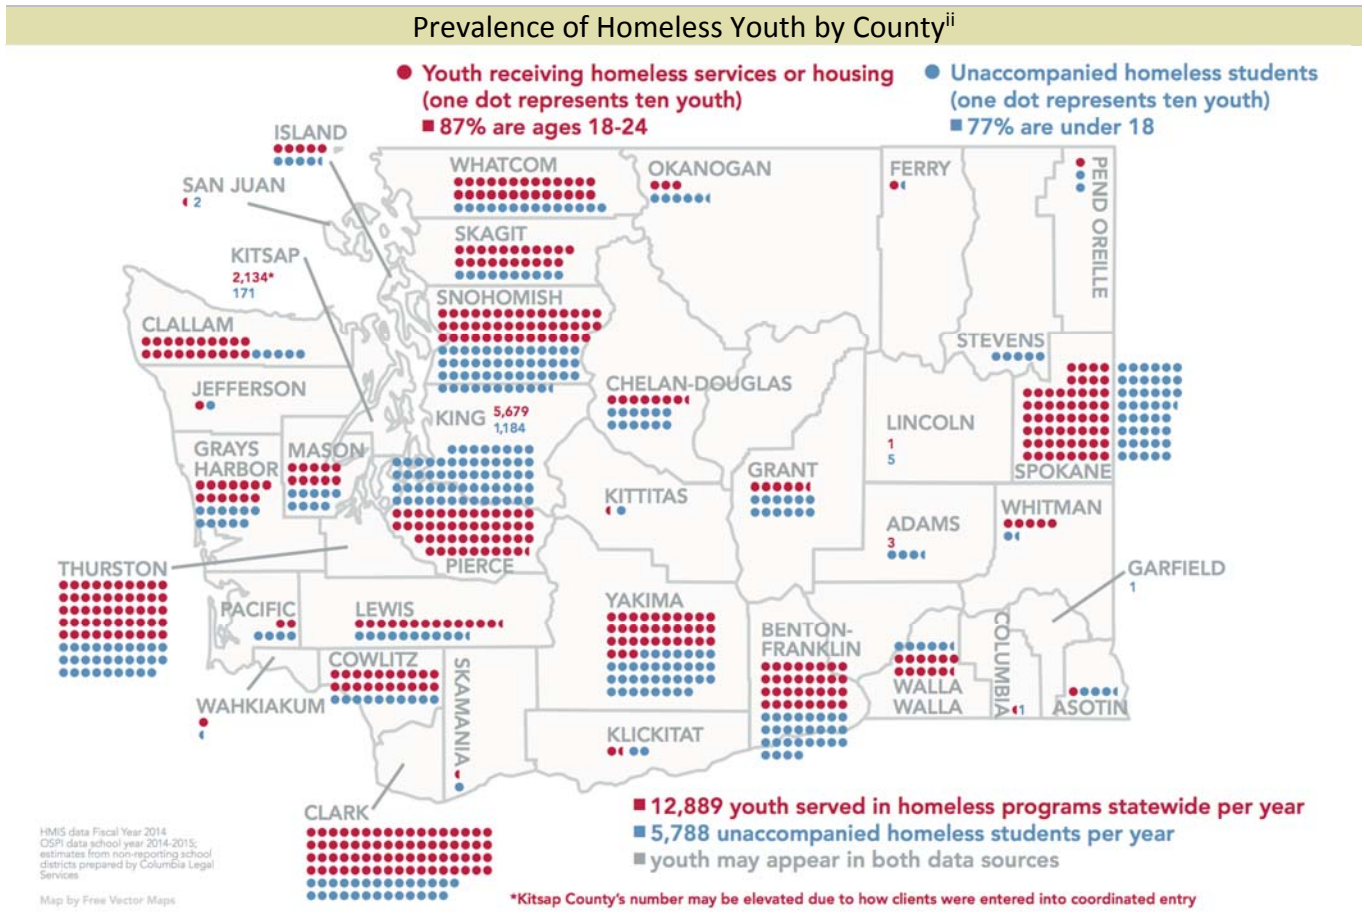 Prevalence of Homeless Youth by Countyii
Youth receiving homeless services or housing
(one dot represents ten youth)
87% are ages 18-24
Unaccompanied homeless students
(one dot represents ten youth)
77% are under 18
ISLAND
SAN JUAN
2
KITSAP
2,134*
171
WHATCOM
SKAGIT
SNOHOMISH
OKANOGAN
FERRY
PEND OREILLE
CLALLAM
JEFFERSON
GRAYS
HARBOR
MASON
KING
5,679
1,184
CHELAN-DOUGLAS
STEVENS
LINCOLN
1
5
SPOKANE
GRANT
KITTITAS
ADAMS
3
WHITMAN
GARFIELD
1
THURSTON
PIERCE
PACIFIC
LEWIS
YAKIMA
BENTON-
FRANKLIN
WALLA
WALLA
COLUMBIA
1
ASOTIN
WAHKIAKUM
COWLITZ
SKAMANIA
KLICKITAT
CLARK
12,889 youth served in homeless programs statewide per year
5,788 unaccompanied homeless students per year
youth may appear in both data sources
*Kitsap County's number may be elevated due to how clients were entered into coordinated entry
HMIS data Fiscal Year 2014
OSPI data school year 2014-2015;
estimates from non-reporting school
districts prepared by Columbia Legal
Services
Map by Free Vector Maps